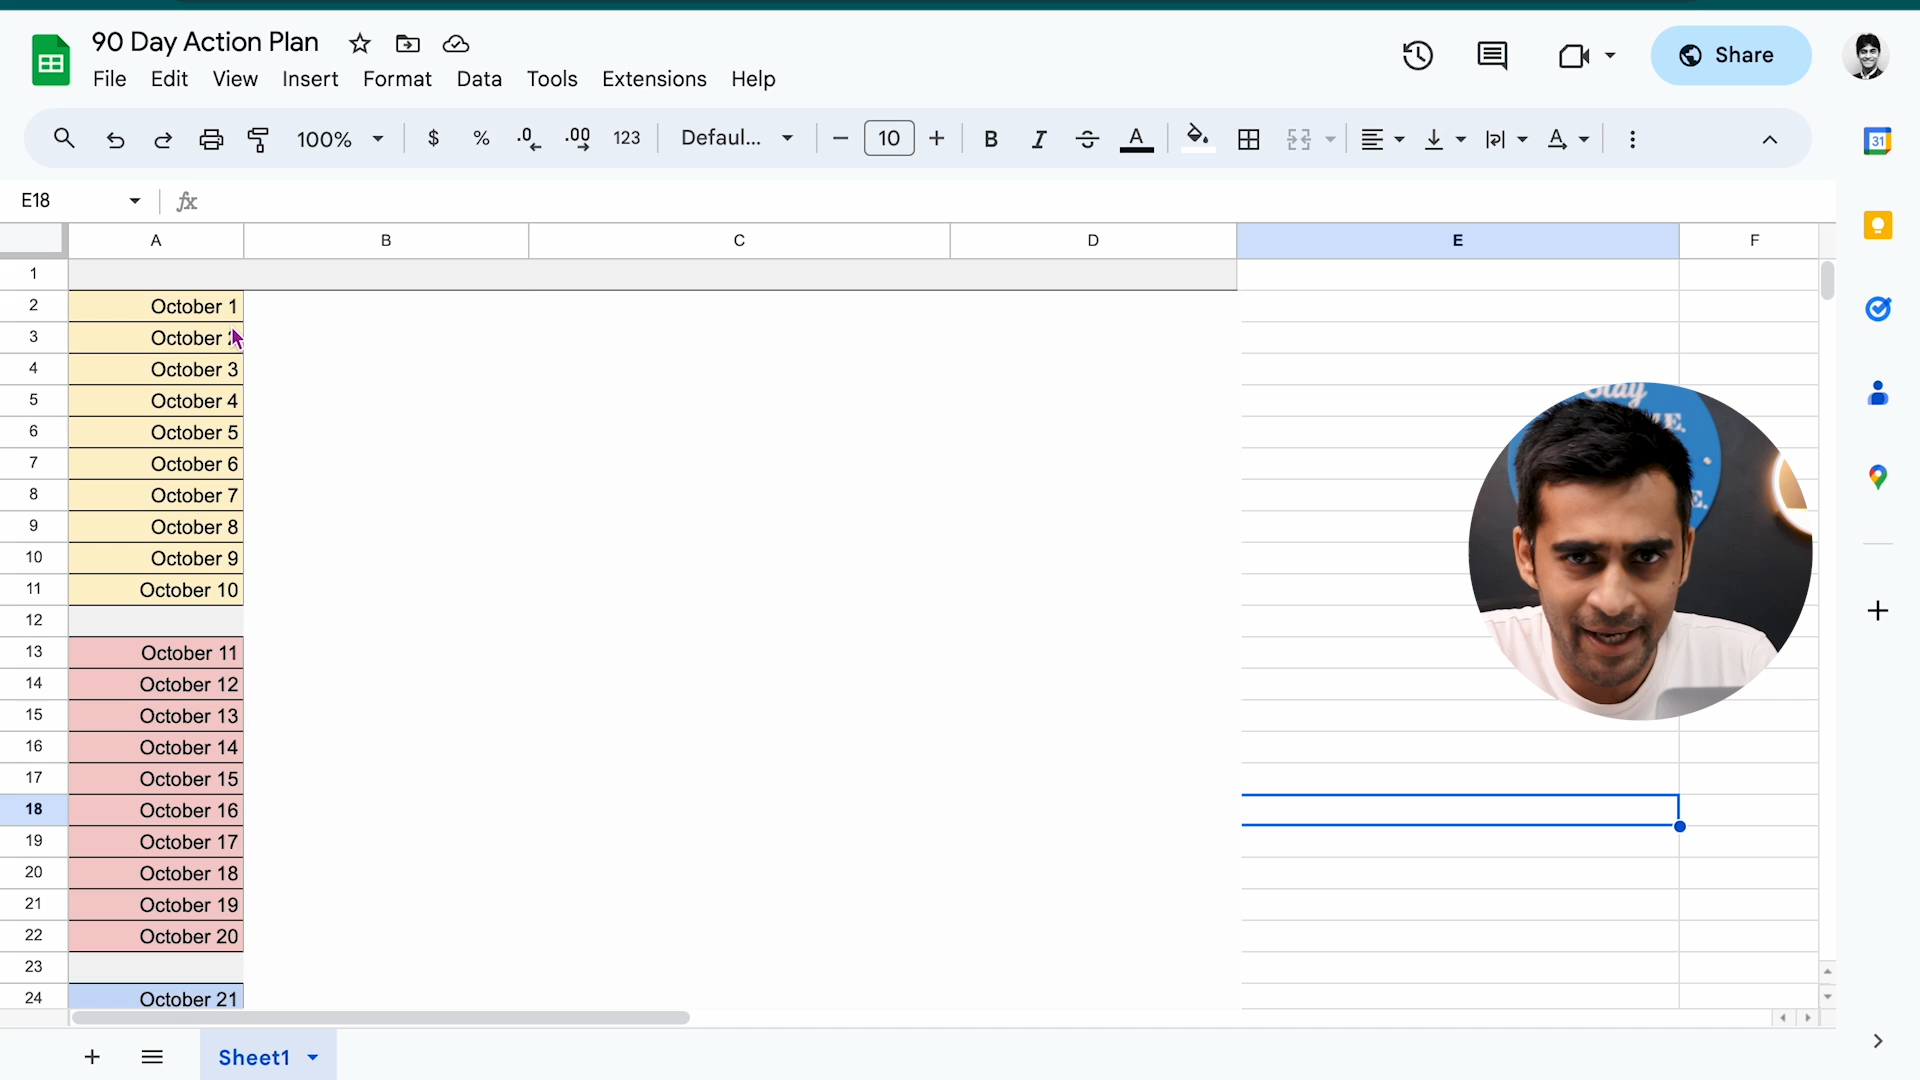 90 Day Action Plan
File Edit View Insert Format Data Tools Extensions Help
Share
100% $ % .0 .00 123 Defaul... 10 B I A A
31
E18 fx
A B C D E F
1
2 October 1
3 October 2
4 October 3
5 October 4
6 October 5
7 October 6
8 October 7
9 October 8
10 October 9
11 October 10
12
13 October 11
14 October 12
15 October 13
16 October 14
17 October 15
18 October 16
19 October 17
20 October 18
21 October 19
22 October 20
23
24 October 21
Stay
Sheet1